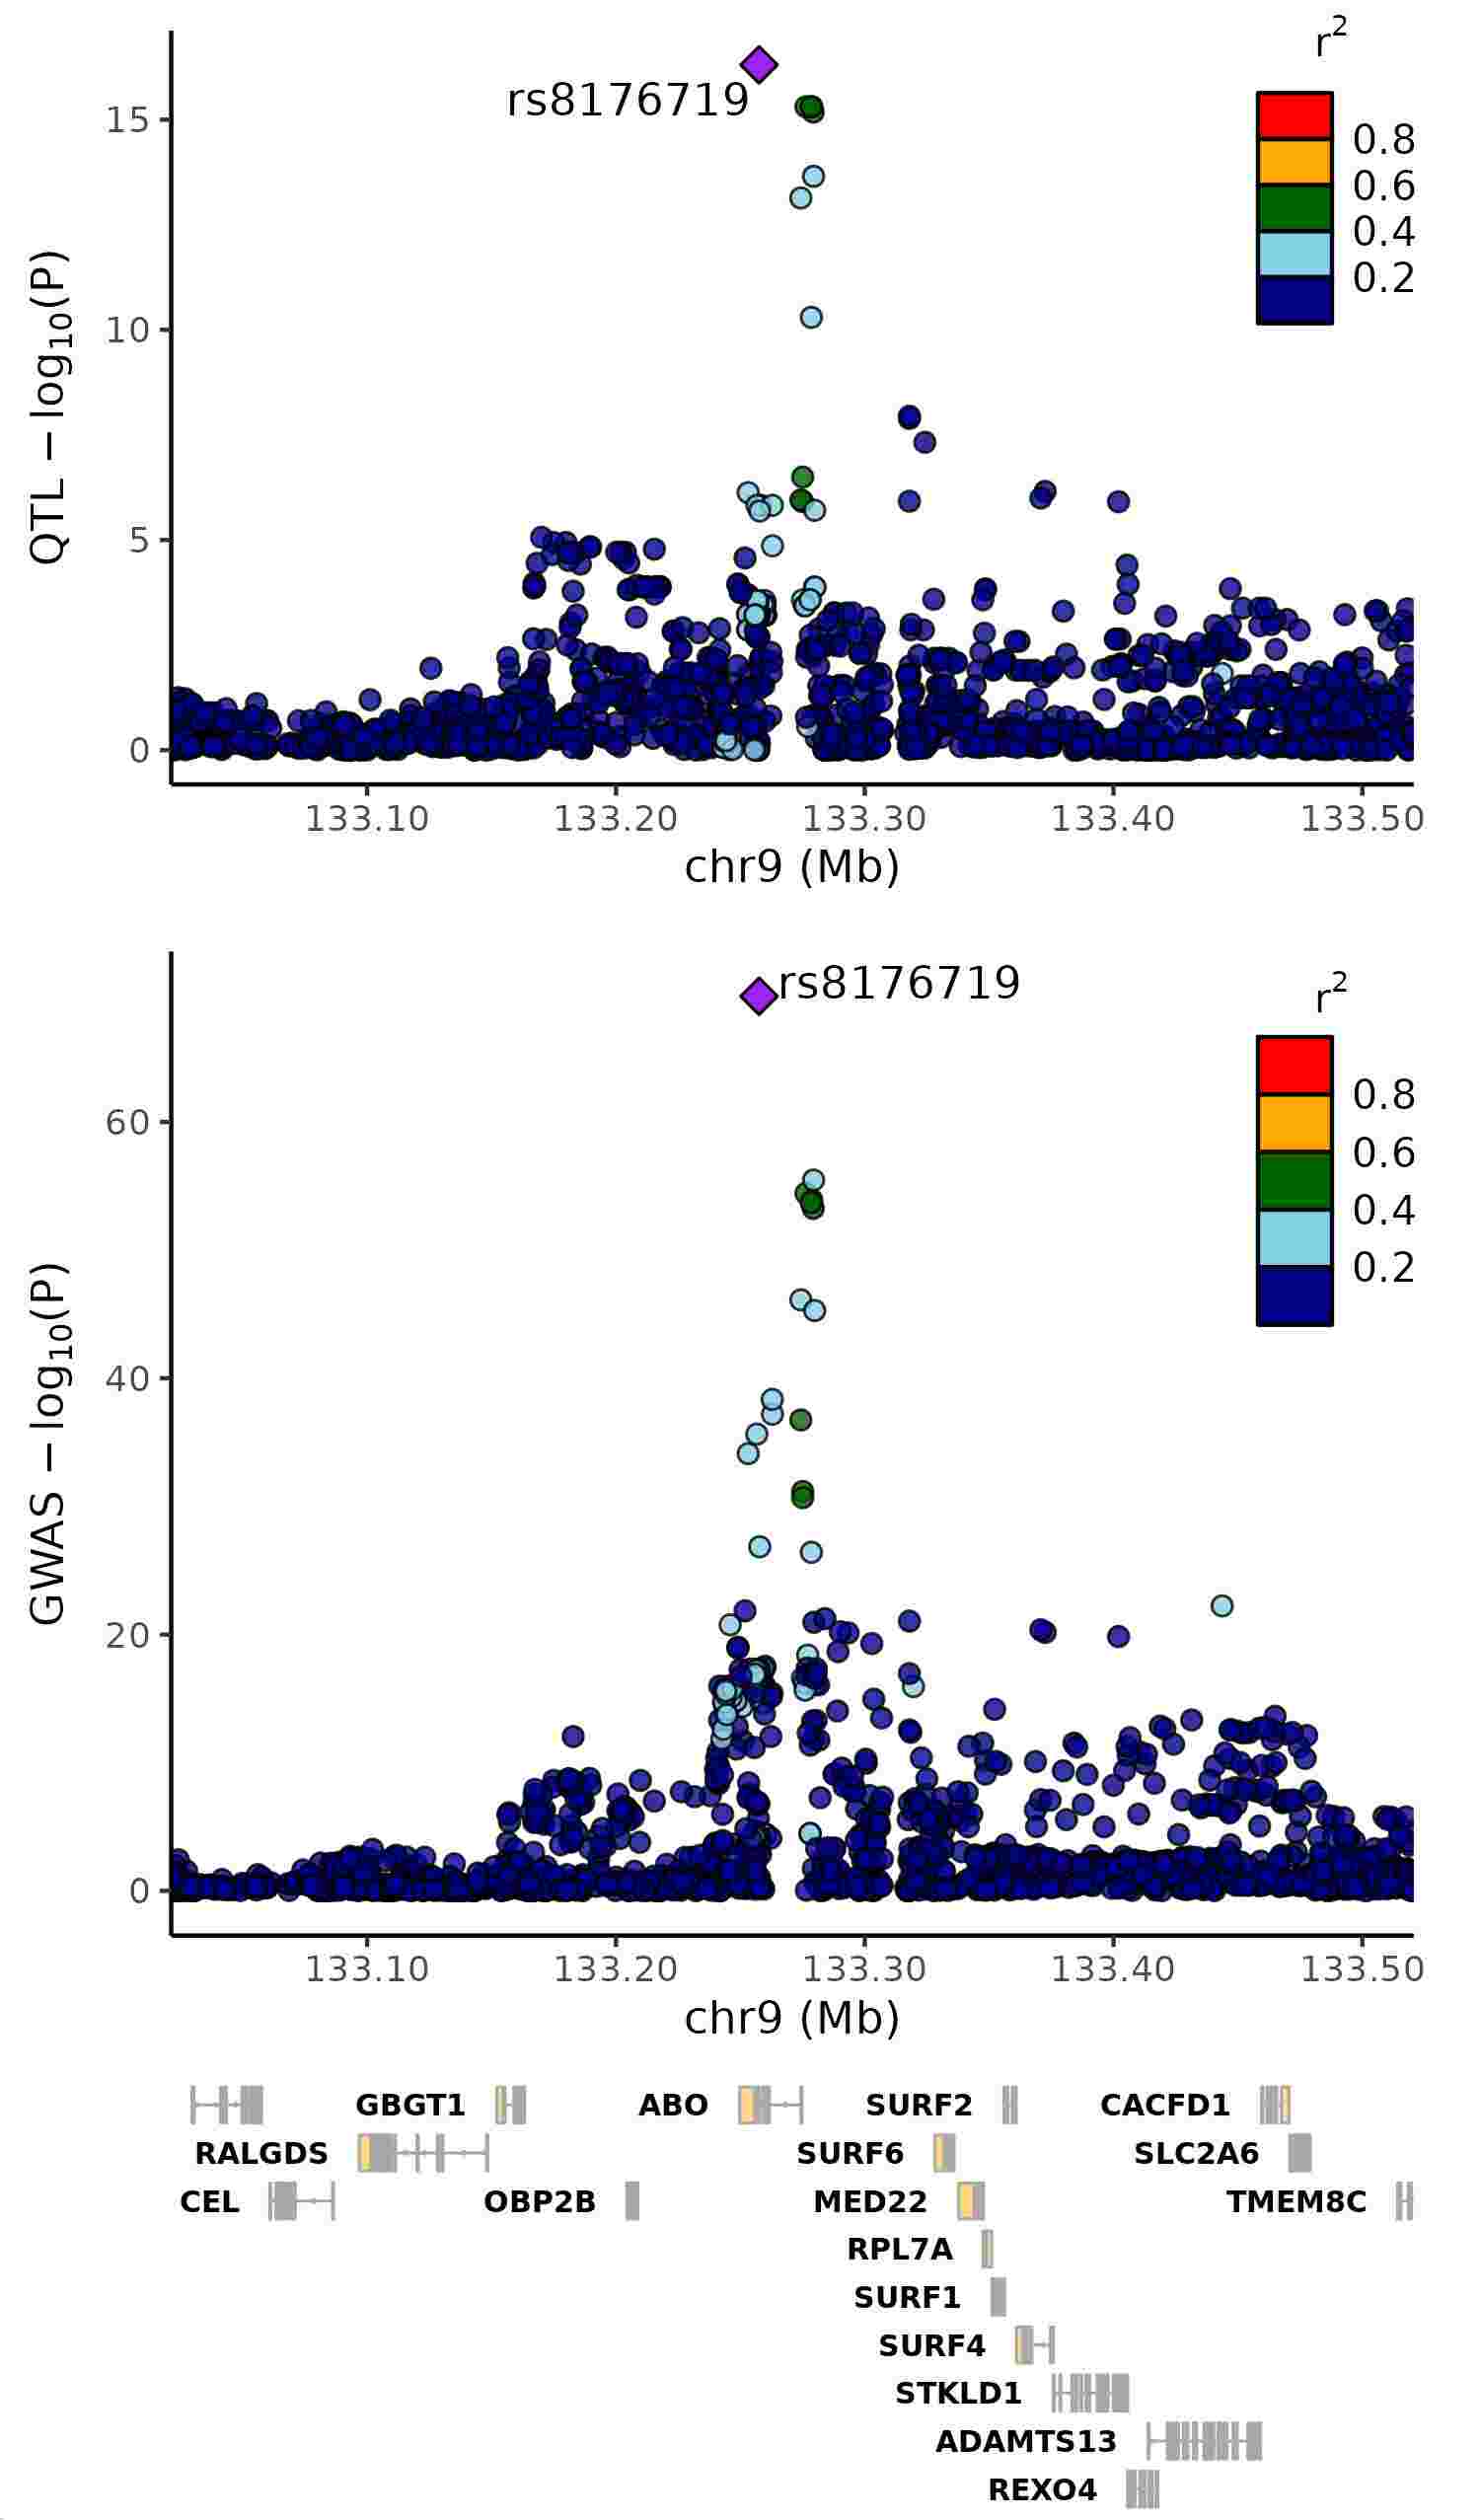 r2
rs8176719
15
10
5
0
0.8
0.6
0.4
0.2
QTL −log10(P)
133.10 133.20 133.30 133.40 133.50
chr9 (Mb)
rs8176719
r2
60
40
20
0
0.8
0.6
0.4
0.2
GWAS −log10(P)
133.10 133.20 133.30 133.40 133.50
chr9 (Mb)
GBGT1 ABO SURF2 CACFD1
RALGDS SURF6 SLC2A6
CEL OBP2B MED22 TMEM8C
RPL7A
SURF1
SURF4
STKLD1
ADAMTS13
REXO4